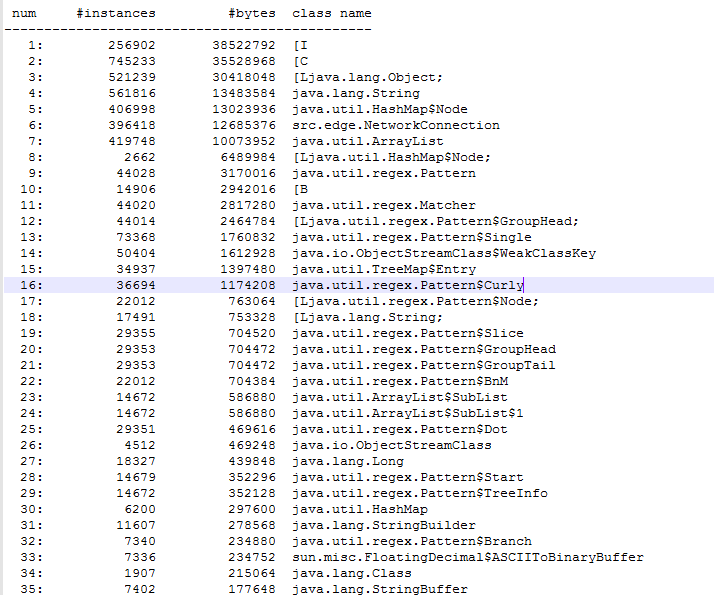 num #instances #bytes class name
----------------------------------------------
1: 256902 38522792 [I
2: 745233 35528968 [C
3: 521239 30418048 [Ljava.lang.Object;
4: 561816 13483584 java.lang.String
5: 406998 13023936 java.util.HashMap$Node
6: 396418 12685376 src.edge.NetworkConnection
7: 419748 10073952 java.util.ArrayList
8: 2662 6489984 [Ljava.util.HashMap$Node;
9: 44028 3170016 java.util.regex.Pattern
10: 14906 2942016 [B
11: 44020 2817280 java.util.regex.Matcher
12: 44014 2464784 [Ljava.util.regex.Pattern$GroupHead;
13: 73368 1760832 java.util.regex.Pattern$Single
14: 50404 1612928 java.io.ObjectStreamClass$WeakClassKey
15: 34937 1397480 java.util.TreeMap$Entry
16: 36694 1174208 java.util.regex.Pattern$Curly
17: 22012 763064 [Ljava.util.regex.Pattern$Node;
18: 17491 753328 [Ljava.lang.String;
19: 29355 704520 java.util.regex.Pattern$Slice
20: 29353 704472 java.util.regex.Pattern$GroupHead
21: 29353 704472 java.util.regex.Pattern$GroupTail
22: 22012 704384 java.util.regex.Pattern$BnM
23: 14672 586880 java.util.ArrayList$SubList
24: 14672 586880 java.util.ArrayList$SubList$1
25: 29351 469616 java.util.regex.Pattern$Dot
26: 4512 469248 java.io.ObjectStreamClass
27: 18327 439848 java.lang.Long
28: 14679 352296 java.util.regex.Pattern$Start
29: 14672 352128 java.util.regex.Pattern$TreeInfo
30: 6200 297600 java.util.HashMap
31: 11607 278568 java.lang.StringBuilder
32: 7340 234880 java.util.regex.Pattern$Branch
33: 7336 234752 sun.misc.FloatingDecimal$ASCIIToBinaryBuffer
34: 1907 215064 java.lang.Class
35: 7402 177648 java.lang.StringBuffer